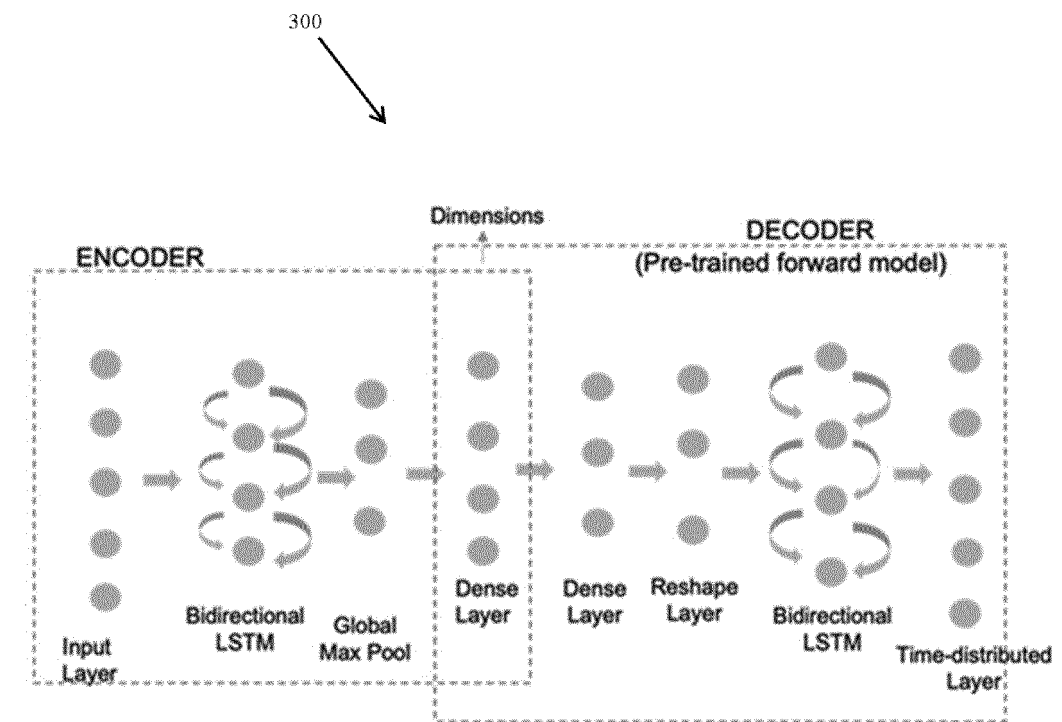 300
Dimensions
ENCODER
DECODER
(Pre-trained forward model)
Input
Layer
Bidirectional
LSTM
Global
Max Pool
Dense
Layer
Dense
Layer
Reshape
Layer
Bidirectional
LSTM
Time-distributed
Layer